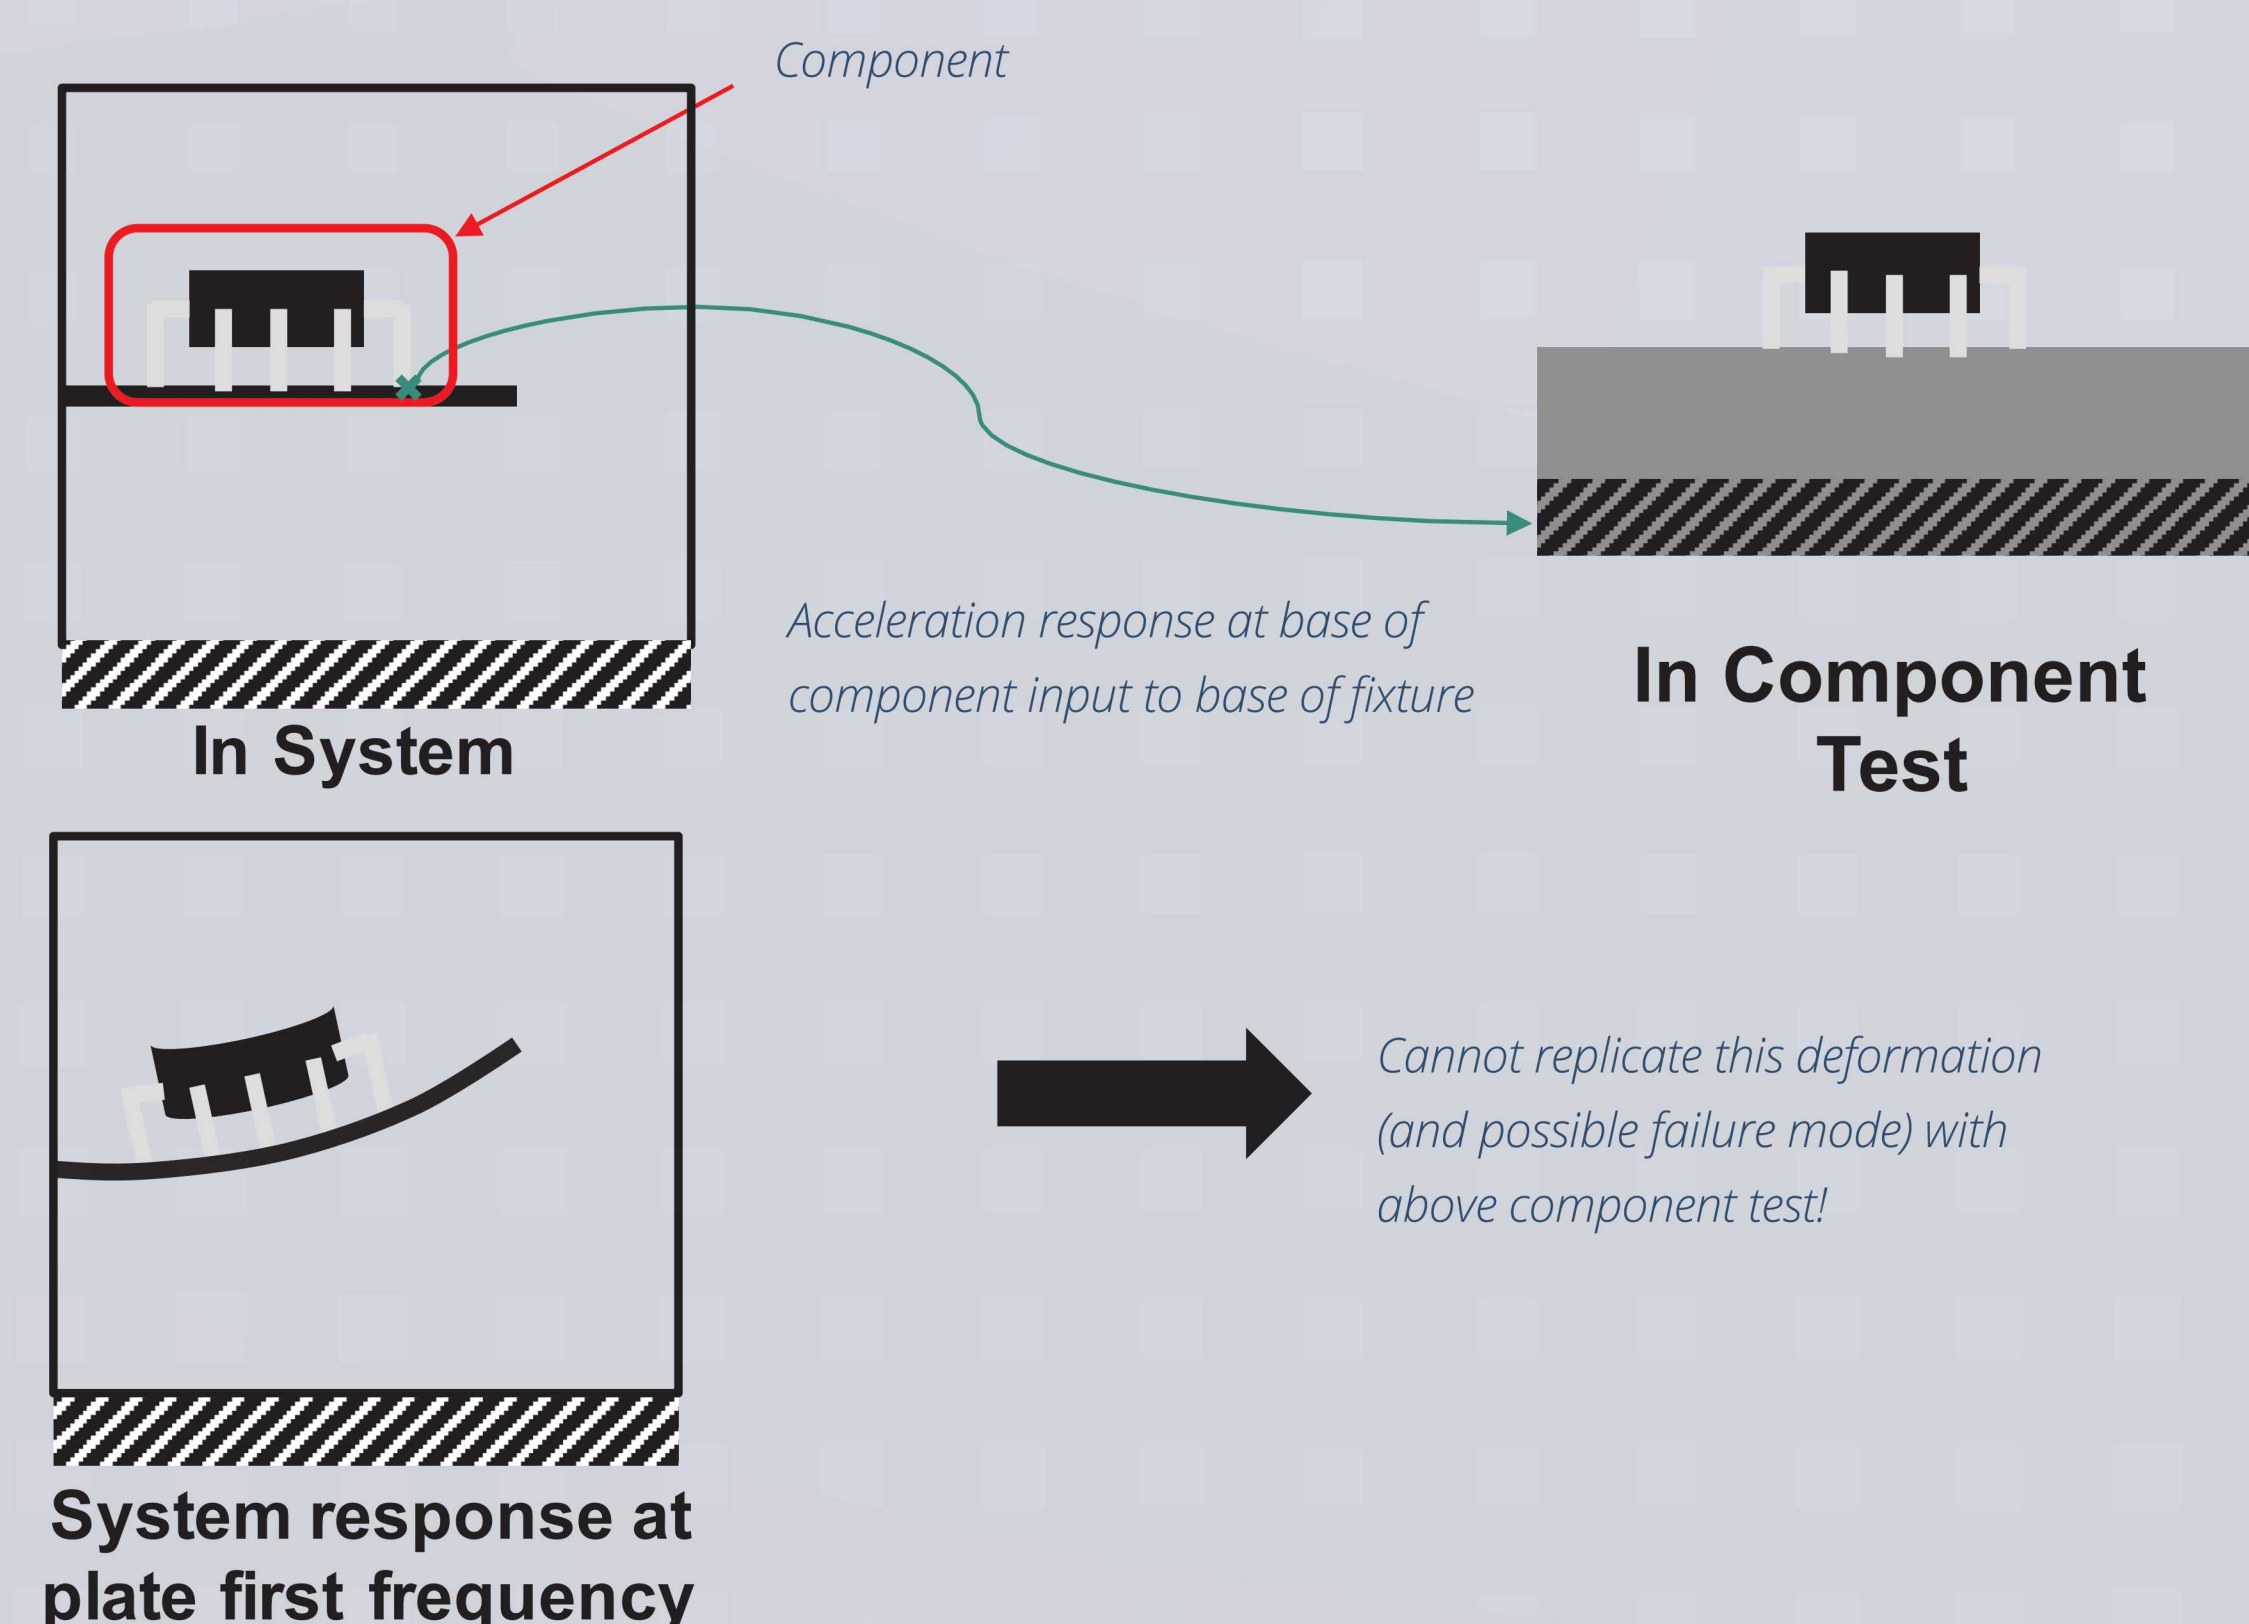 Component
Acceleration response at base of
component input to base of fixture
In System
In Component
Test
Cannot replicate this deformation
(and possible failure mode) with
above component test!
System response at
plate first frequency